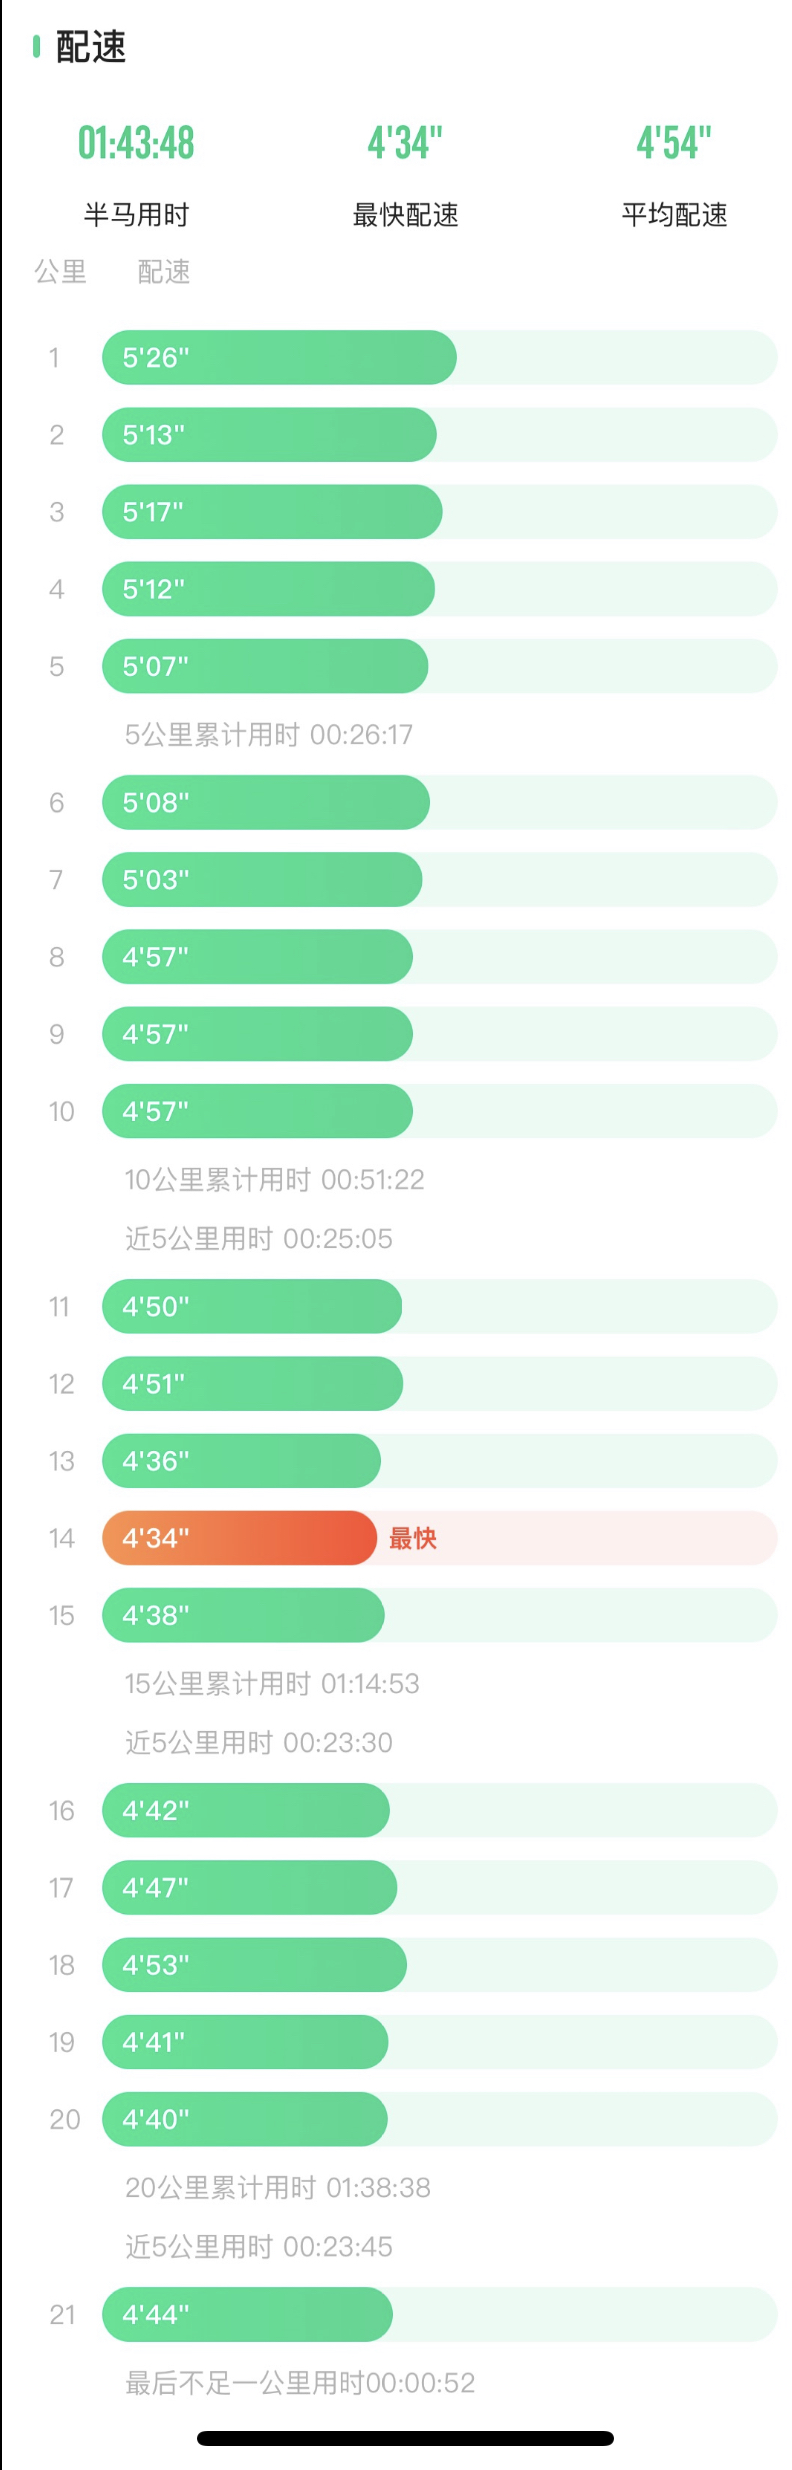 配速
01:43:48 4'34" 4'54"
半马用时 最快配速 平均配速
公里 配速
1 5'26"
2 5'13"
3 5'17"
4 5'12"
5 5'07"
5公里累计用时 00:26:17
6 5'08"
7 5'03"
8 4'57"
9 4'57"
10 4'57"
10公里累计用时 00:51:22
近5公里用时 00:25:05
11 4'50"
12 4'51"
13 4'36"
14 4'34" 最快
15 4'38"
15公里累计用时 01:14:53
近5公里用时 00:23:30
16 4'42"
17 4'47"
18 4'53"
19 4'41"
20 4'40"
20公里累计用时 01:38:38
近5公里用时 00:23:45
21 4'44"
最后不足一公里用时00:00:52